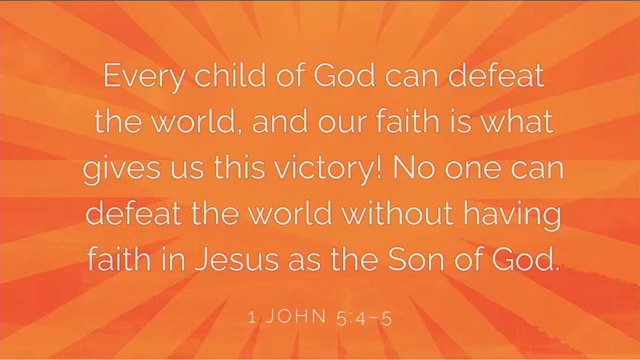 Every child of God can defeat
the world, and our faith is what
gives us this victory! No one can
defeat the world without having
faith in Jesus as the Son of God.
1 JOHN 5:4–5